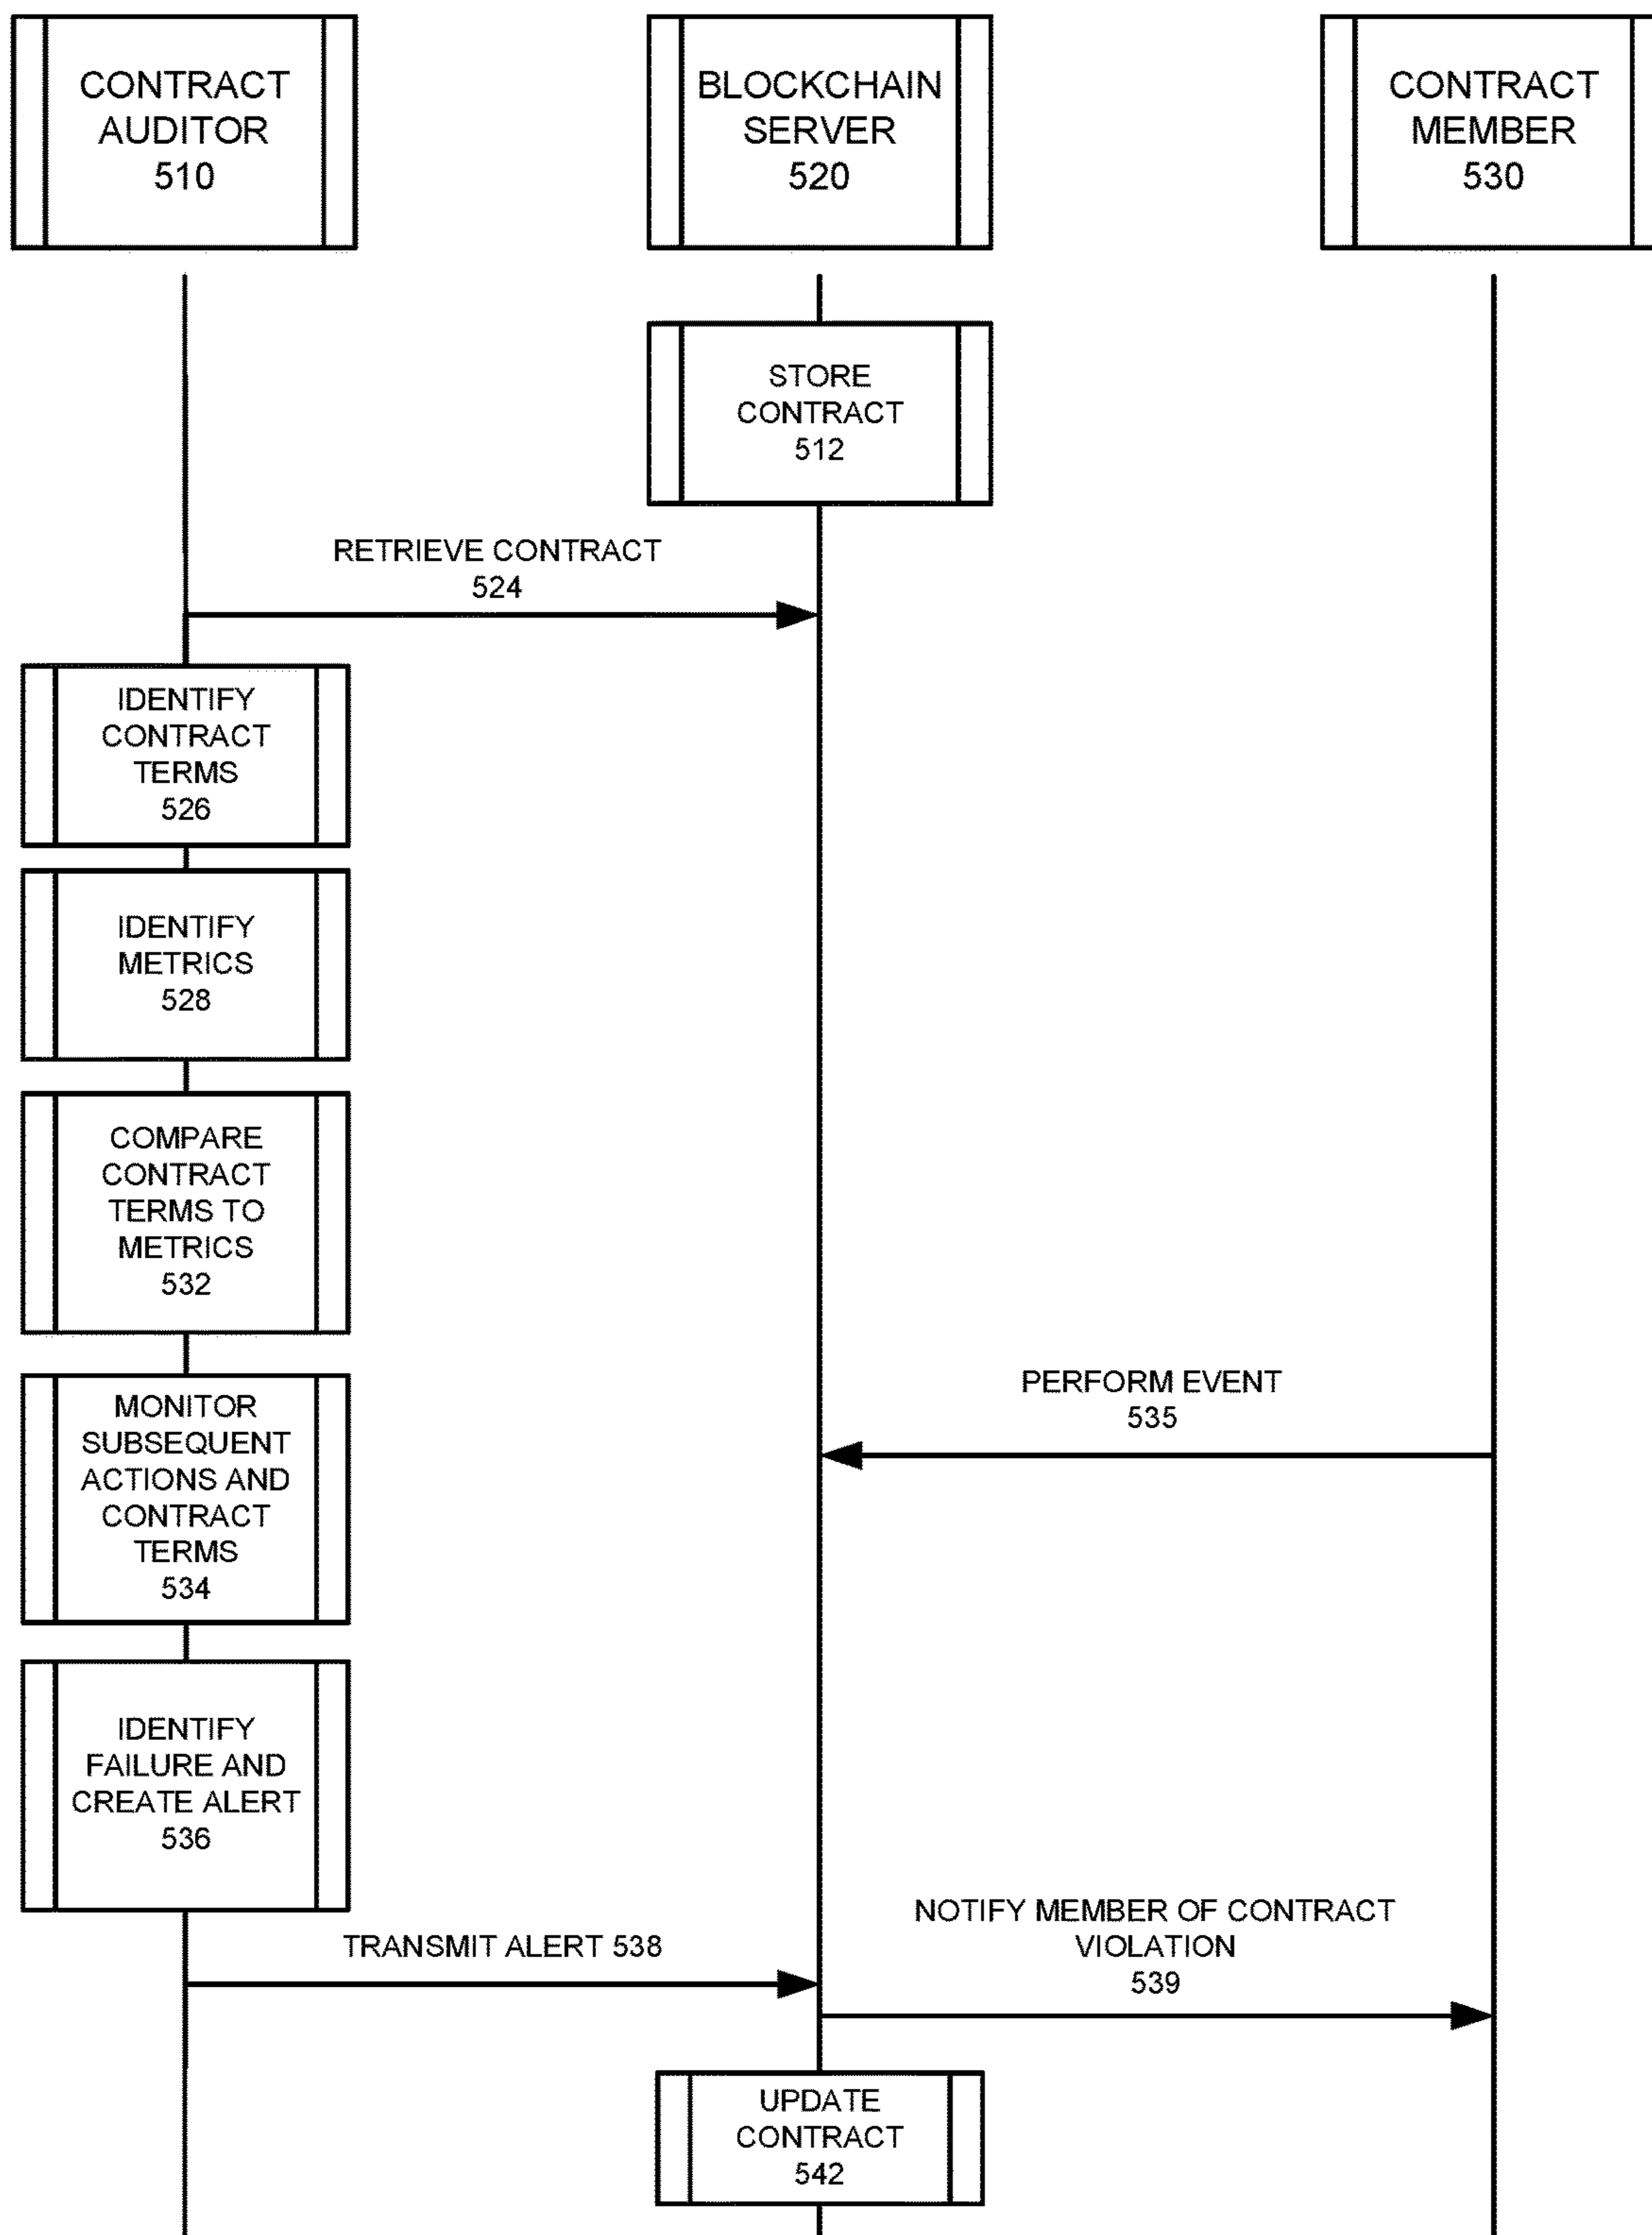 CONTRACT
AUDITOR
510
BLOCKCHAIN
SERVER
520
CONTRACT
MEMBER
530
STORE
CONTRACT
512
RETRIEVE CONTRACT
524
IDENTIFY
CONTRACT
TERMS
526
IDENTIFY
METRICS
528
COMPARE
CONTRACT
TERMS TO
METRICS
532
MONITOR
SUBSEQUENT
ACTIONS AND
CONTRACT
TERMS
534
PERFORM EVENT
535
IDENTIFY
FAILURE AND
CREATE ALERT
536
TRANSMIT ALERT 538
NOTIFY MEMBER OF CONTRACT
VIOLATION
539
UPDATE
CONTRACT
542